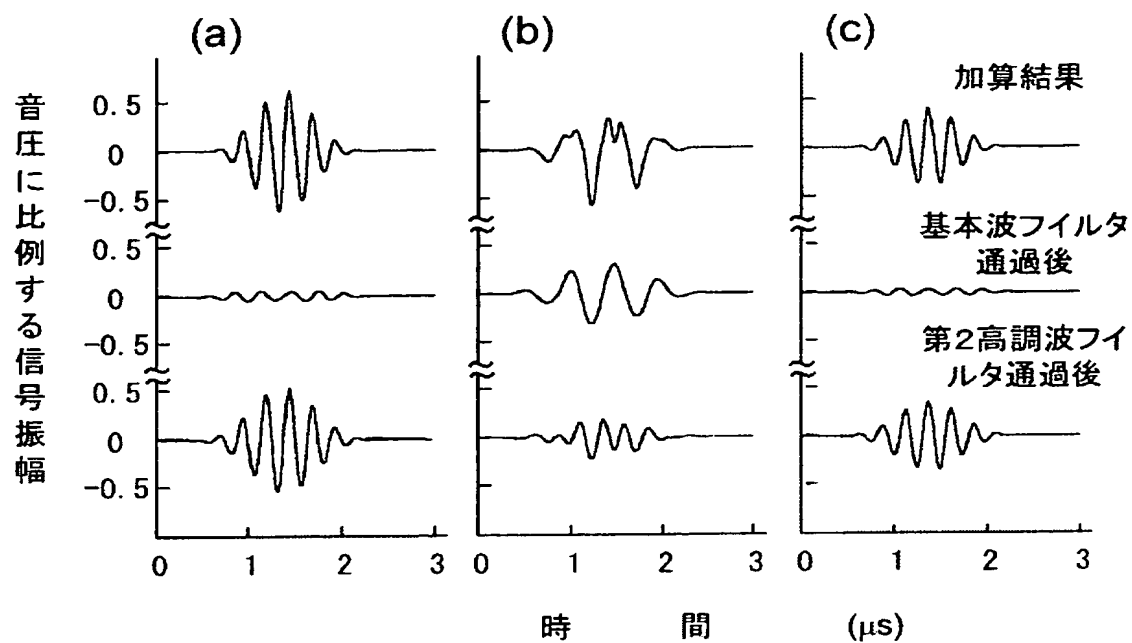 (a)
(b)
(c)
音圧に比例する信号振幅
0.5
0
-0.5
0.5
0
-0.5
0.5
0
-0.5
加算結果
基本波フイルタ
通過後
第2高調波フイ
ルタ通過後
0 1 2 3
0 1 2 3
0 1 2 3
時 間 (μs)